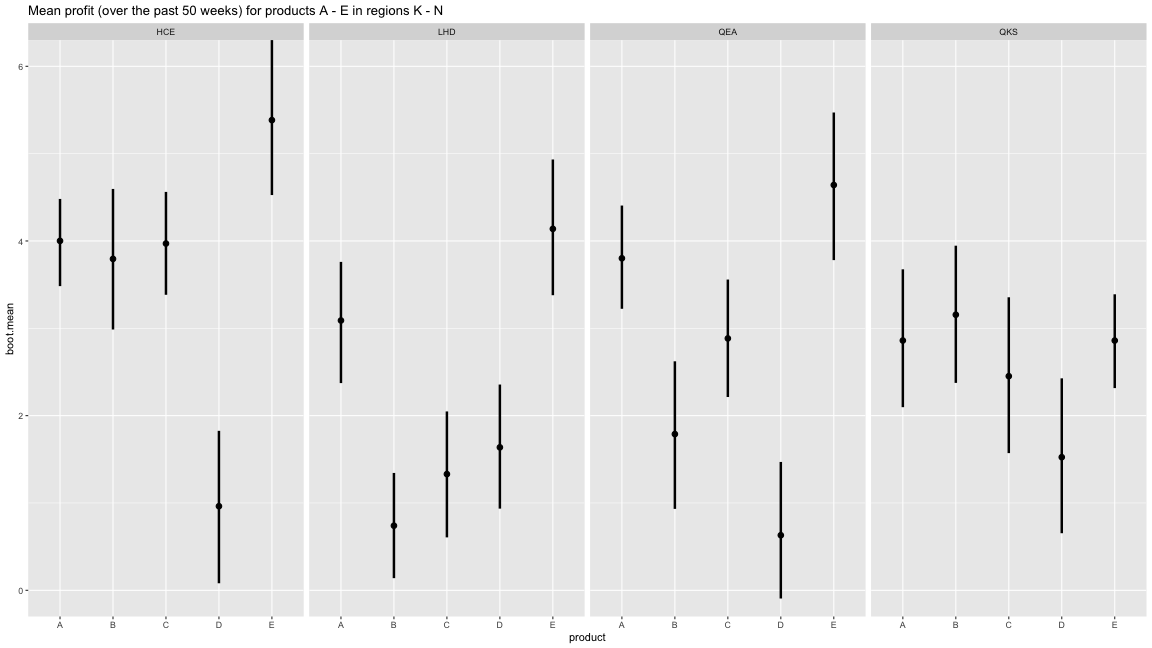 Mean profit (over the past 50 weeks) for products A - E in regions K - N
HCE LHD QEA QKS
6
4
2
0
boot.mean
A B C D E A B C D E A B C D E A B C D E
product